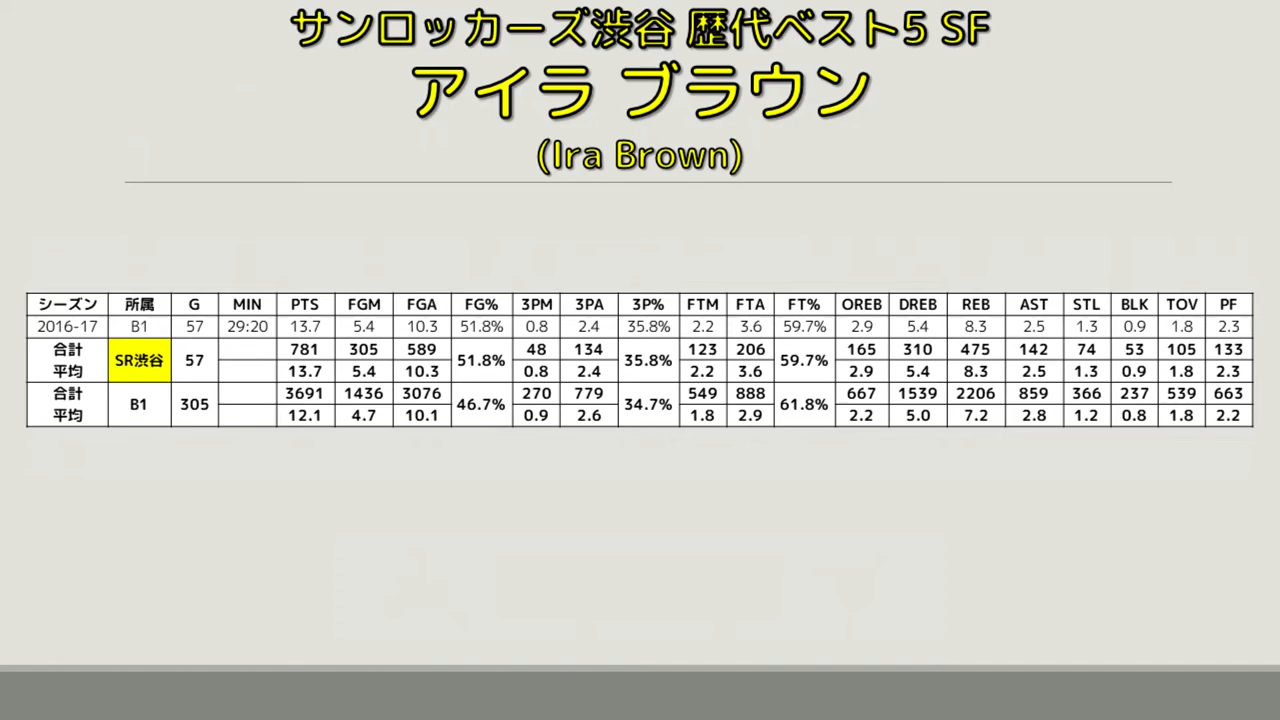 サンロッカーズ渋谷 歴代ベスト5 SF
アイラ ブラウン
(Ira Brown)
シーズン 所属 G MIN PTS FGM FGA FG% 3PM 3PA 3P% FTM FTA FT% OREB DREB REB AST STL BLK TOV PF
2016-17 B1 57 29:20 13.7 5.4 10.3 51.8% 0.8 2.4 35.8% 2.2 3.6 59.7% 2.9 5.4 8.3 2.5 1.3 0.9 1.8 2.3
合計 SR渋谷 57 781 305 589 51.8% 48 134 35.8% 123 206 59.7% 165 310 475 142 74 53 105 133
平均 13.7 5.4 10.3 0.8 2.4 2.2 3.6 2.9 5.4 8.3 2.5 1.3 0.9 1.8 2.3
合計 B1 305 3691 1436 3076 46.7% 270 779 34.7% 549 888 61.8% 667 1539 2206 859 366 237 539 663
平均 12.1 4.7 10.1 0.9 2.6 1.8 2.9 2.2 5.0 7.2 2.8 1.2 0.8 1.8 2.2